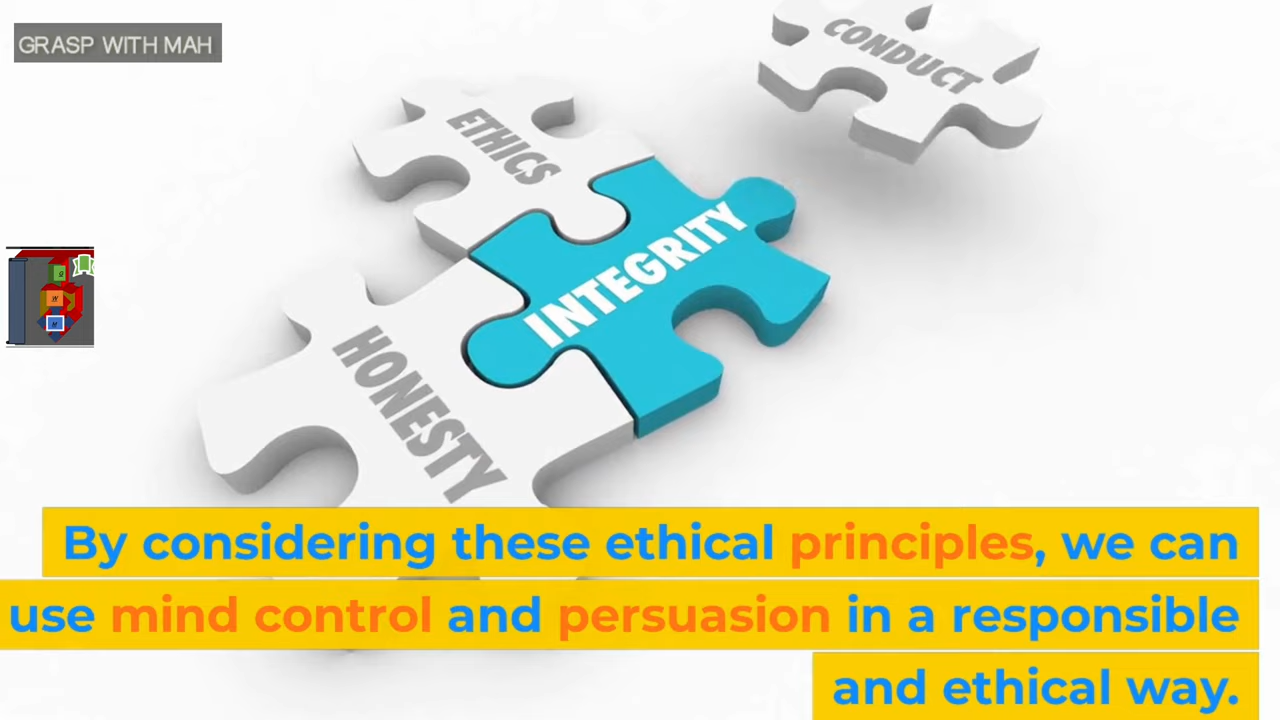 GRASP WITH MAH
CONDUCT
ETHICS
INTEGRITY
HONESTY
By considering these ethical principles, we can
use mind control and persuasion in a responsible
and ethical way.